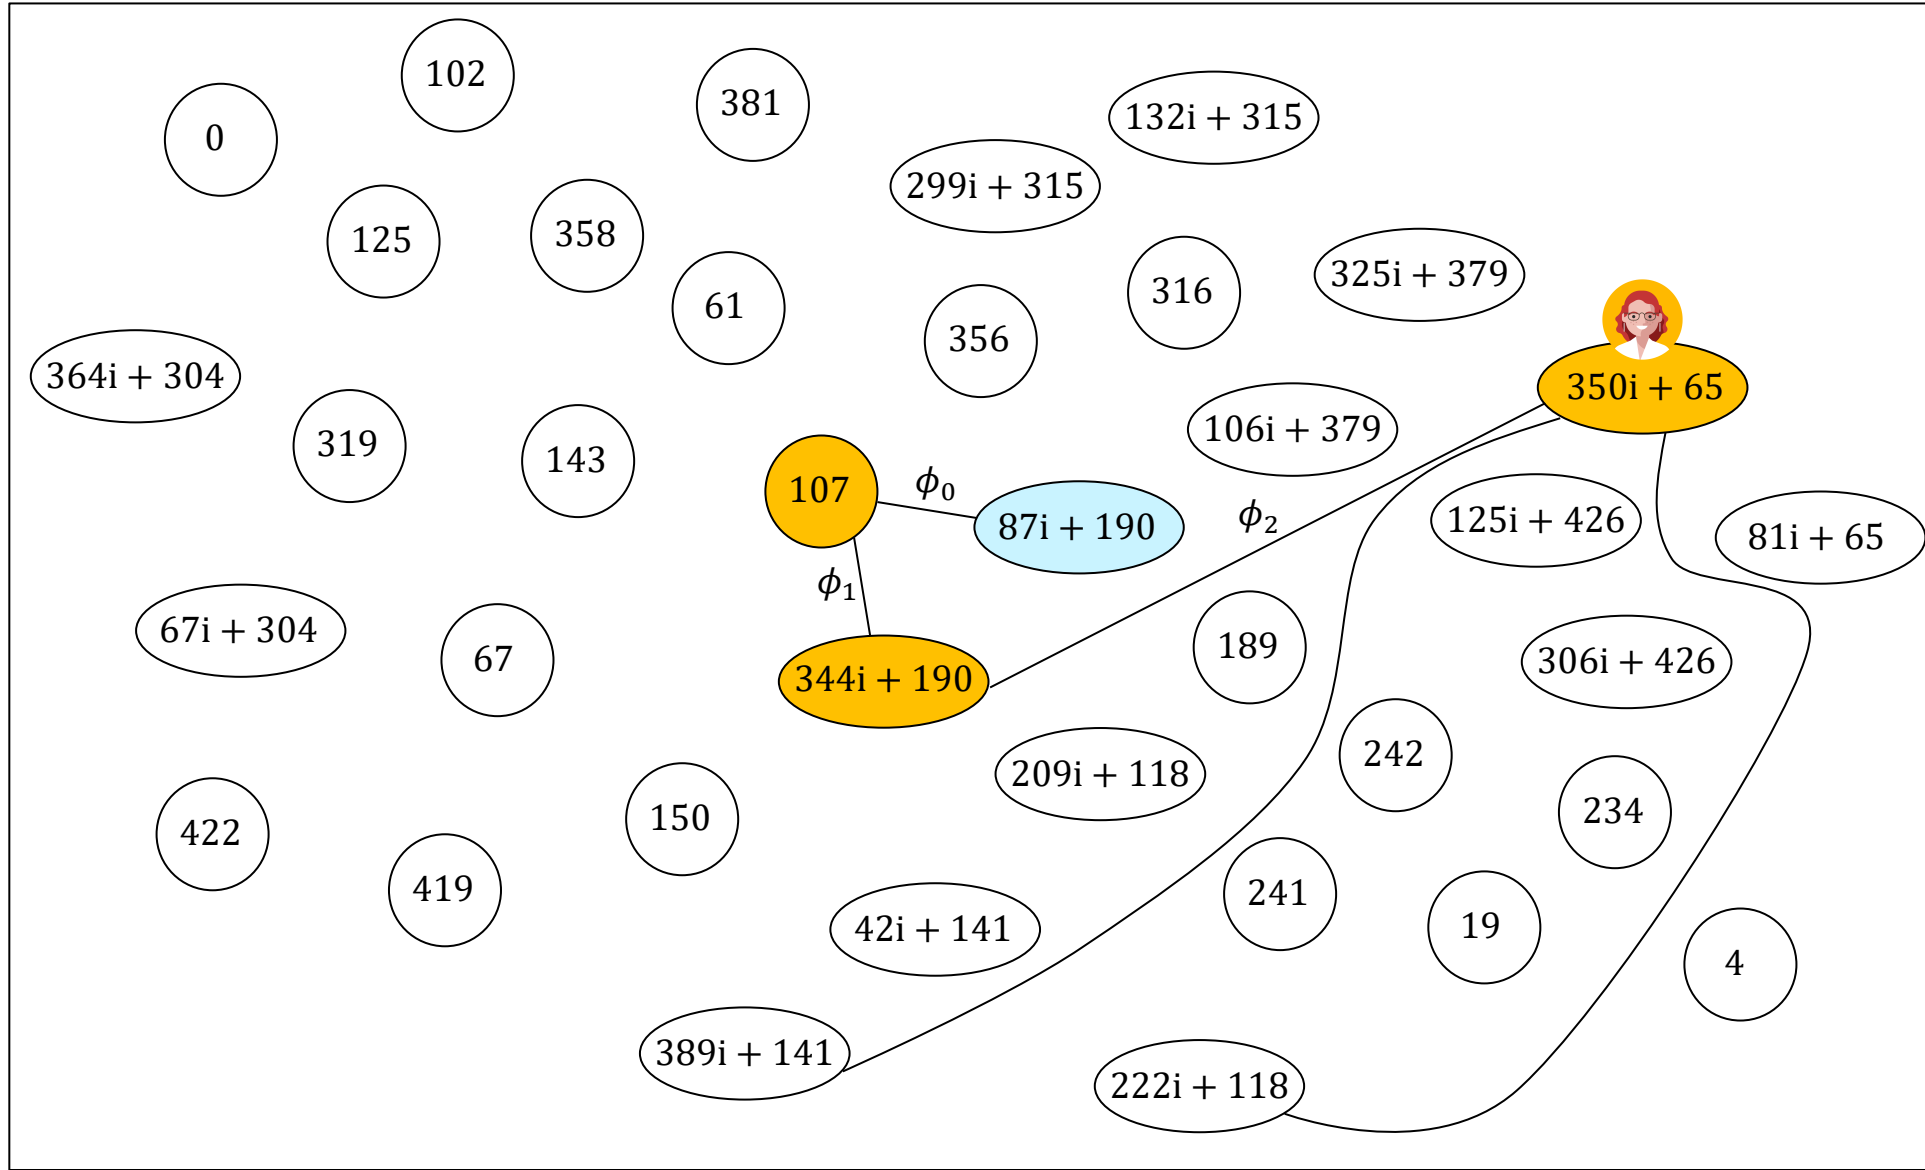 102
381
132i + 315
0
299i + 315
125
358
325i + 379
61
316
356
364i + 304
350i + 65
106i + 379
319
143
107
ϕ₀
87i + 190
ϕ₂
125i + 426
81i + 65
ϕ₁
67i + 304
67
189
306i + 426
344i + 190
242
209i + 118
150
234
422
419
241
42i + 141
19
4
389i + 141
222i + 118